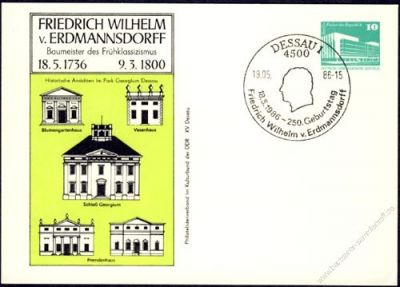 FRIEDRICH WILHELM
v. ERDMANNSDORFF
Baumeister des Frühklassizismus
18.5.1736 9.3.1800
Historische Ansichten im Park Georgium Dessau
Blumengartenhaus Vasenhaus
Schloß Georgium
Fremdenhaus
Philatelistenverband im Kulturbund der DDR XV Dessau
DESSAU 1
4500
18.05. 86-15
18.5.1986 - 250. Geburtstag
Friedrich Wilhelm v. Erdmannsdorff
Palast der Republik
10